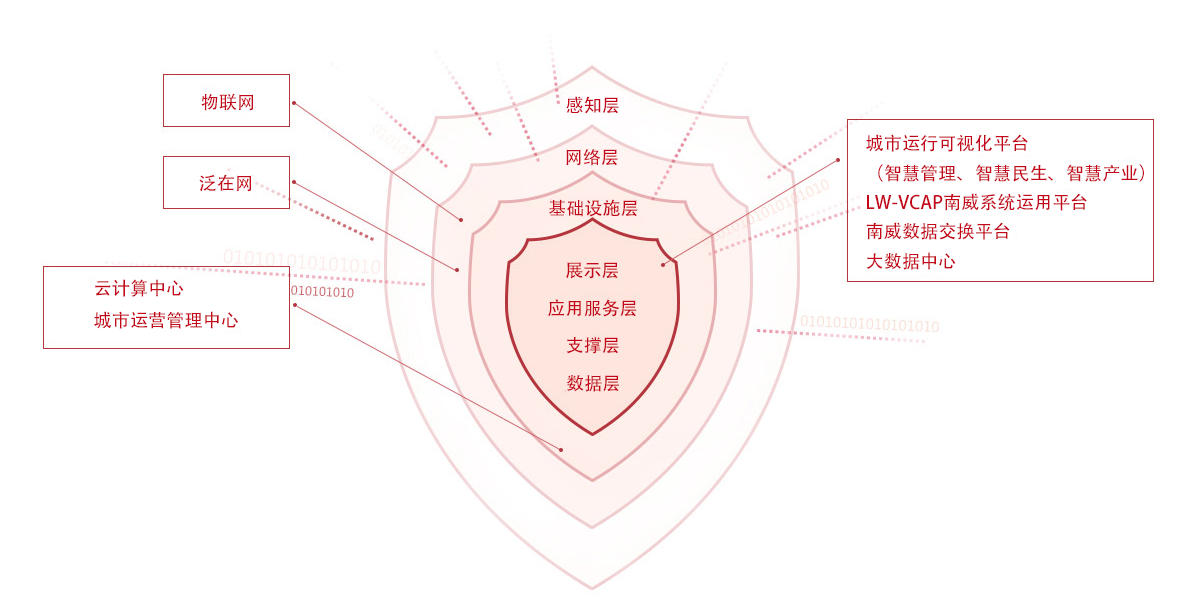 物联网
泛在网
云计算中心
城市运营管理中心
感知层
网络层
基础设施层
展示层
应用服务层
支撑层
数据层
城市运行可视化平台
（智慧管理、智慧民生、智慧产业）
LW-VCAP南威系统运用平台
南威数据交换平台
大数据中心
010101010101010
010101010
01010101010101010